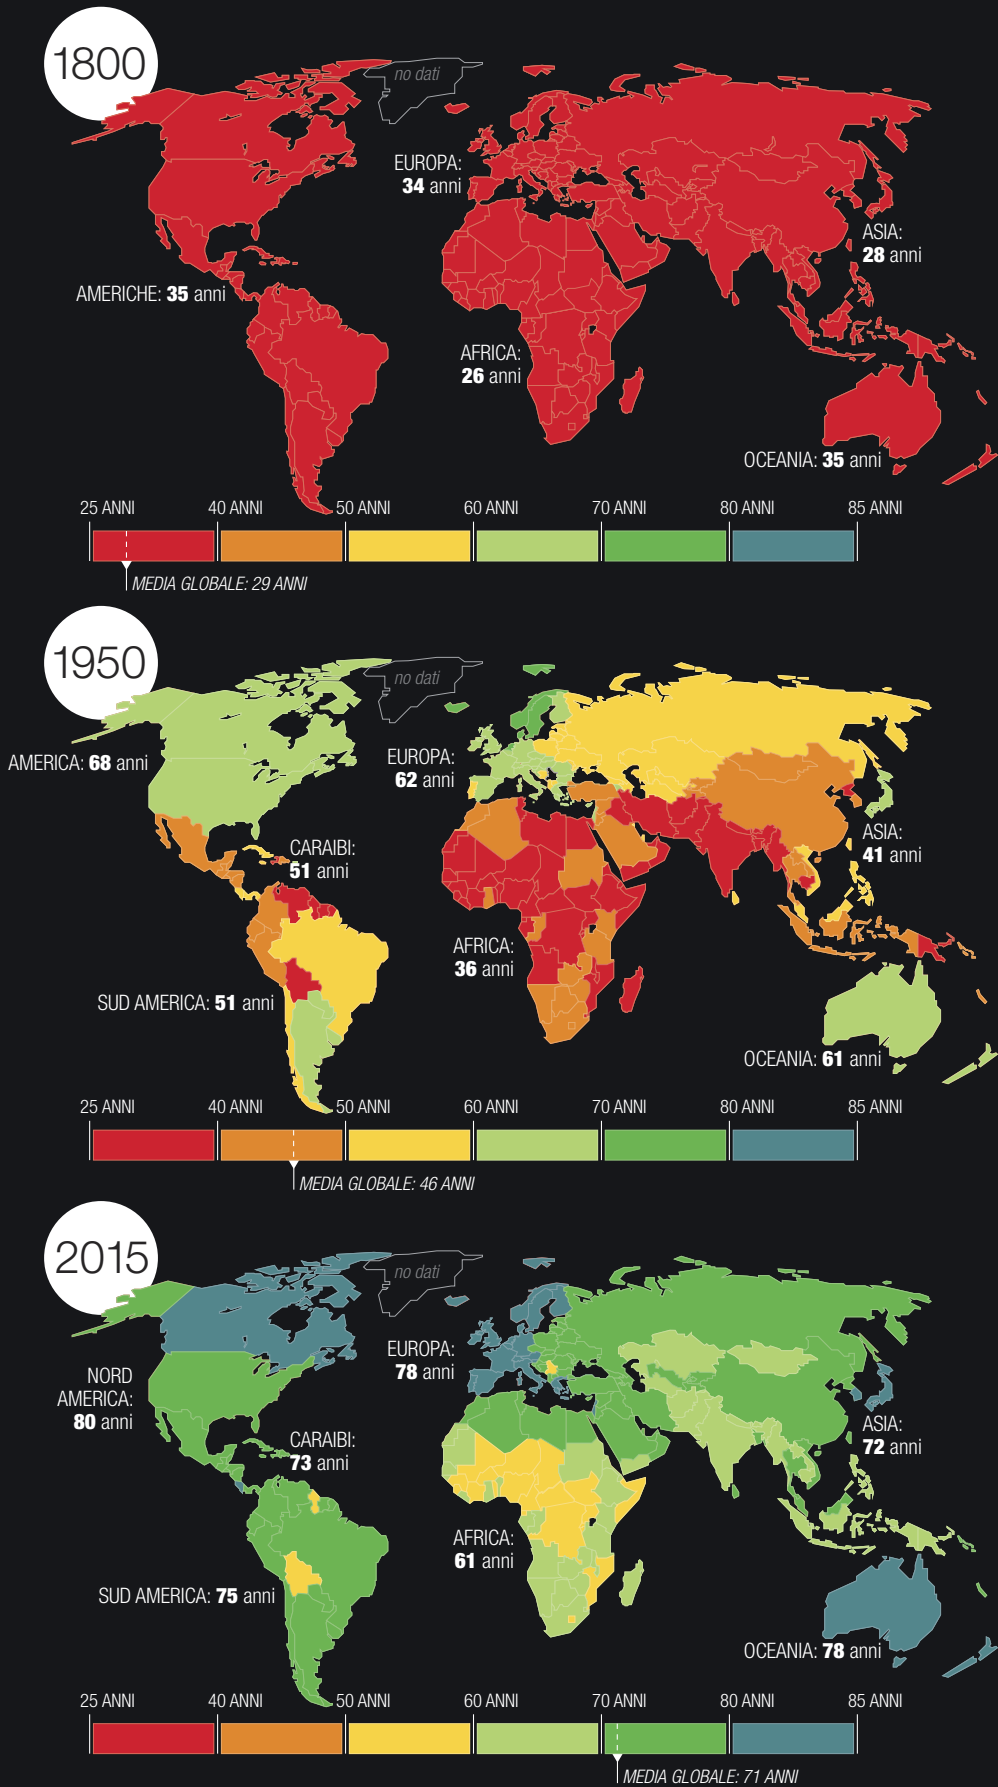 1800
no dati
EUROPA:
34 anni
ASIA:
28 anni
AMERICHE: 35 anni
AFRICA:
26 anni
OCEANIA: 35 anni
25 ANNI 40 ANNI 50 ANNI 60 ANNI 70 ANNI 80 ANNI 85 ANNI
MEDIA GLOBALE: 29 ANNI
1950
no dati
AMERICA: 68 anni
EUROPA:
62 anni
CARAIBI:
51 anni
ASIA:
41 anni
AFRICA:
36 anni
SUD AMERICA: 51 anni
OCEANIA: 61 anni
25 ANNI 40 ANNI 50 ANNI 60 ANNI 70 ANNI 80 ANNI 85 ANNI
MEDIA GLOBALE: 46 ANNI
2015
no dati
EUROPA:
78 anni
NORD
AMERICA:
80 anni
CARAIBI:
73 anni
ASIA:
72 anni
AFRICA:
61 anni
SUD AMERICA: 75 anni
OCEANIA: 78 anni
25 ANNI 40 ANNI 50 ANNI 60 ANNI 70 ANNI 80 ANNI 85 ANNI
MEDIA GLOBALE: 71 ANNI